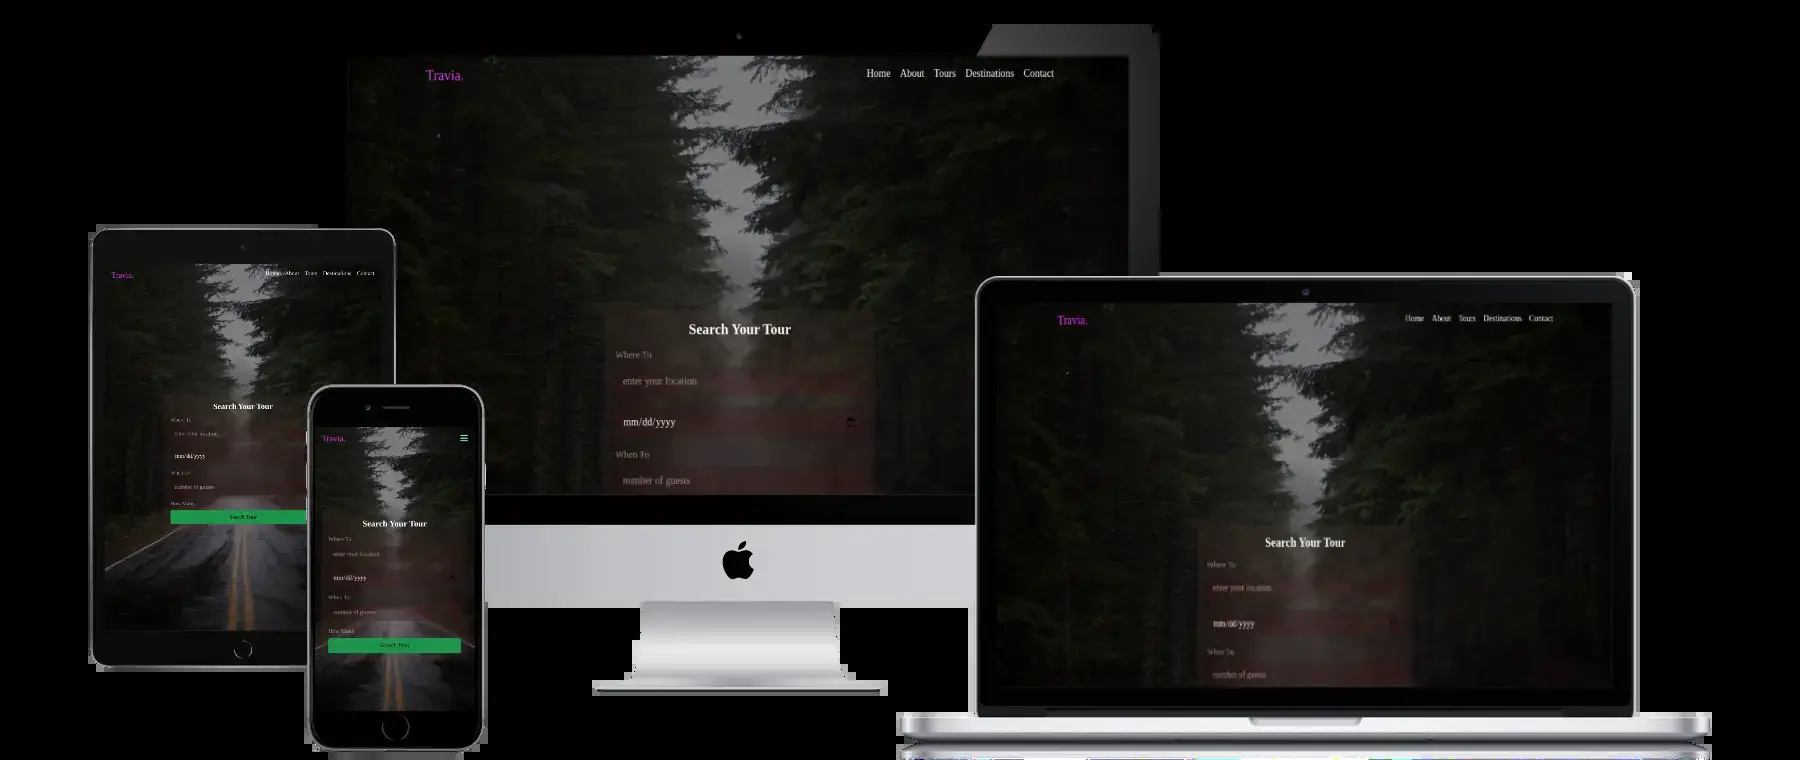 Travia.
Home About Tours Destinations Contact
Search Your Tour
Where To
enter your location
mm/dd/yyyy
When To
number of guests
Travia.
Home About Tours Destinations Contact
Search Your Tour
Where To
enter your location
mm/dd/yyyy
When To
number of guests
How Many
Search Tour
Travia.
Search Your Tour
Where To
enter your location
mm/dd/yyyy
When To
number of guests
How Many
Search Tour
Travia.
Home About Tours Destinations Contact
Search Your Tour
Where To
enter your location
mm/dd/yyyy
When To
number of guests